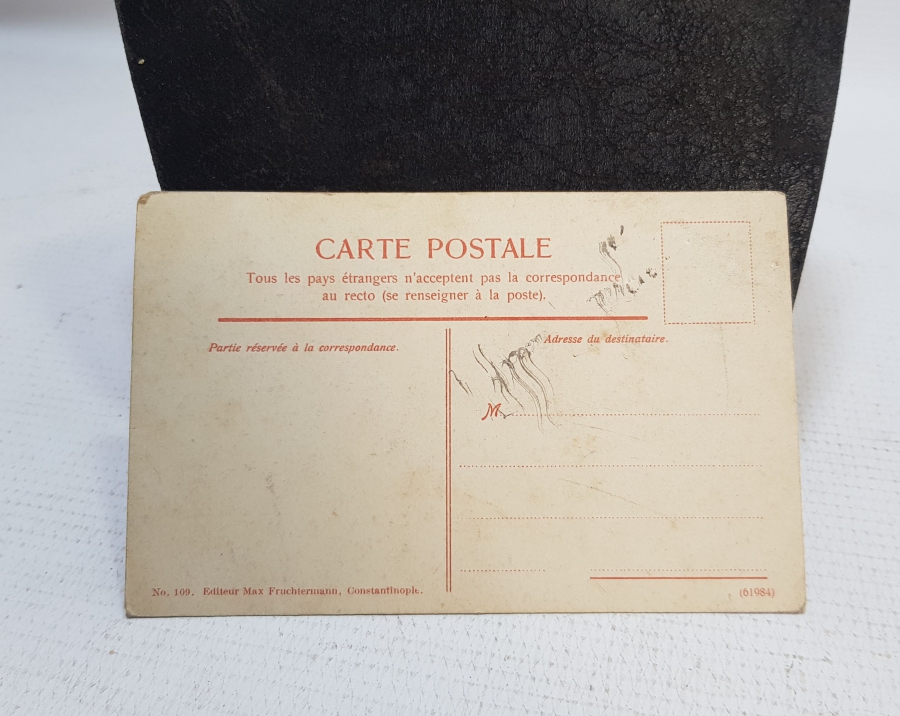 CARTE POSTALE
Tous les pays étrangers n'acceptent pas la correspondance
au recto (se renseigner à la poste).
Partie réservée à la correspondance.
Adresse du destinataire.
M
No. 109. Editeur Max Fruchtermann, Constantinople.
(61984)